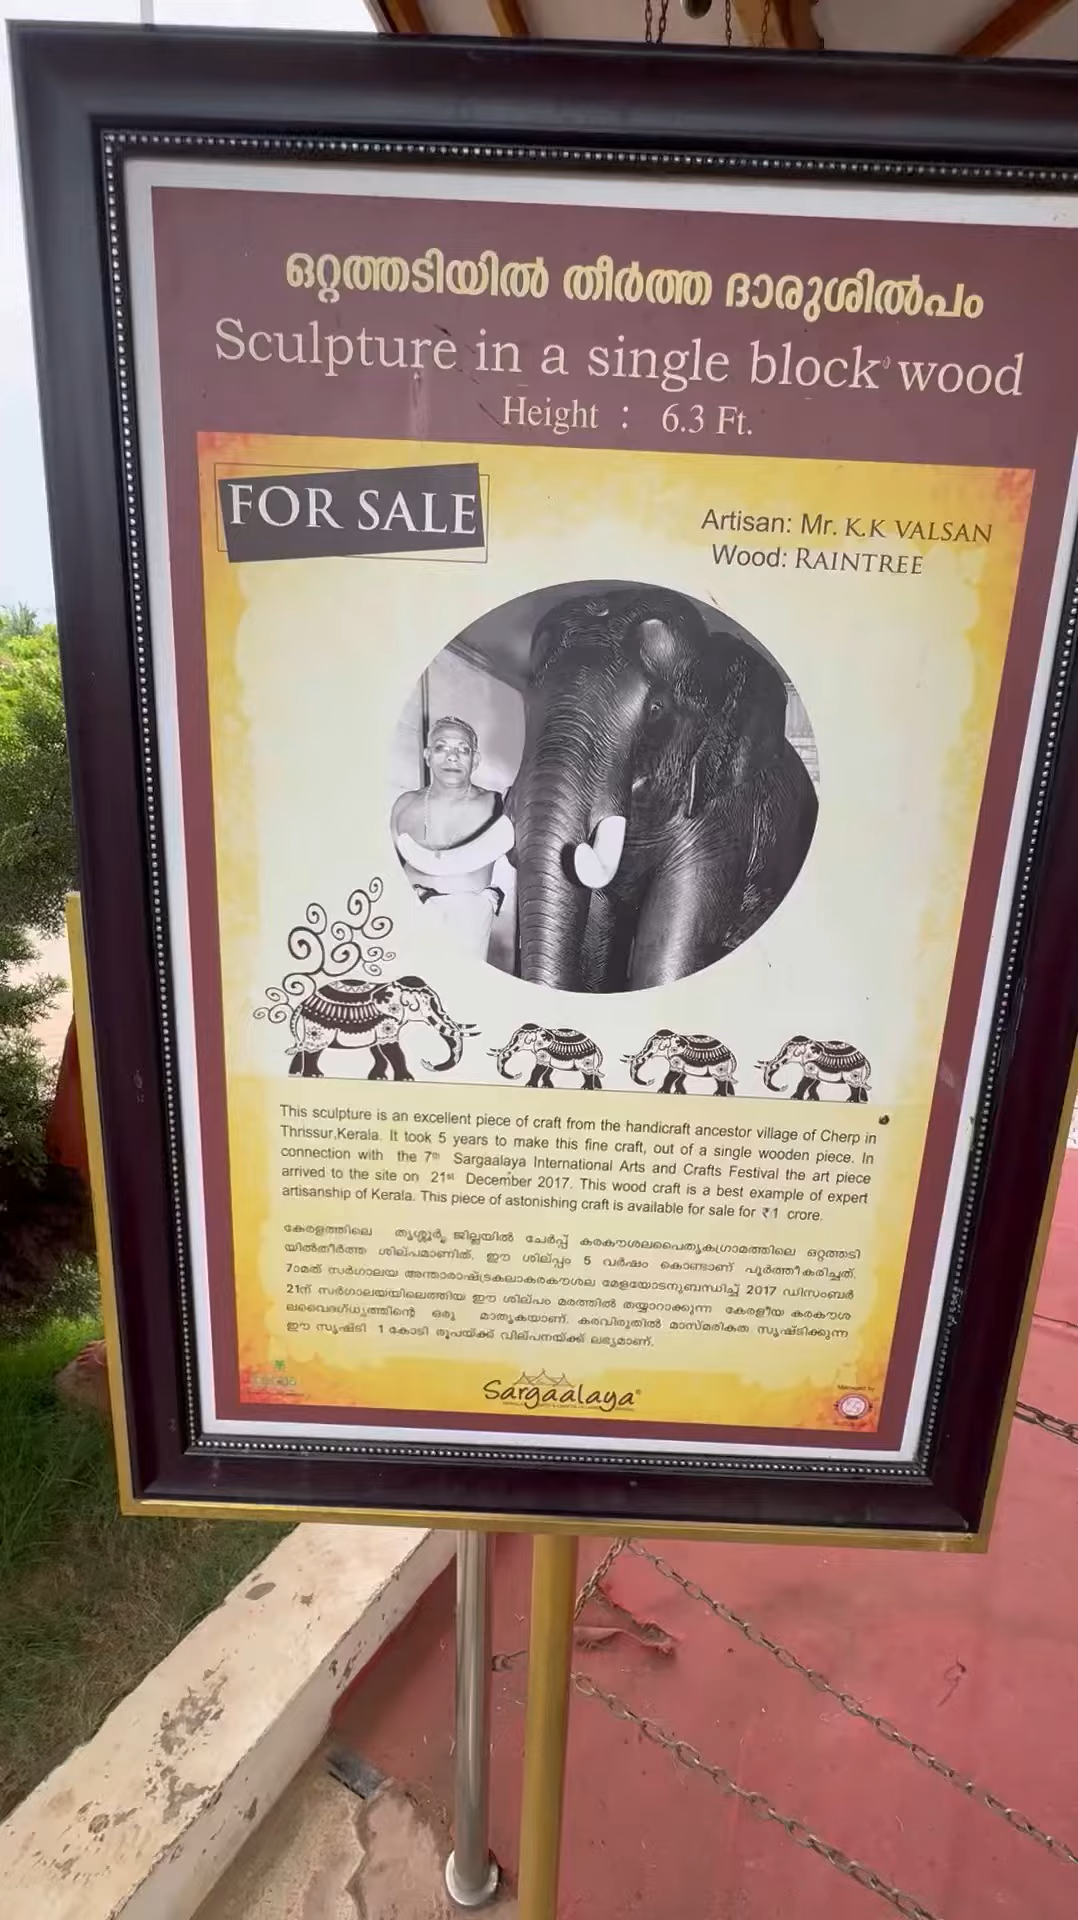 ഒറ്റത്തടിയിൽ തീർത്ത ദാരുശിൽപം
Sculpture in a single block wood
Height : 6.3 Ft.
FOR SALE
Artisan: Mr. K.K VALSAN
Wood: RAINTREE
This sculpture is an excellent piece of craft from the handicraft ancestor village of Cherp in
Thrissur,Kerala. It took 5 years to make this fine craft, out of a single wooden piece. In
connection with the 7th Sargaalaya International Arts and Crafts Festival the art piece
arrived to the site on 21st December 2017. This wood craft is a best example of expert
artisanship of Kerala. This piece of astonishing craft is available for sale for ₹1 crore.
കേരളത്തിലെ തൃശ്ശൂർ ജില്ലയിൽ ചേർപ്പ് കരകൗശലപൈതൃകഗ്രാമത്തിലെ ഒറ്റത്തടി
യിൽതീർത്ത ശില്പമാണിത്. ഈ ശില്പം 5 വർഷം കൊണ്ടാണ് പൂർത്തീകരിച്ചത്.
7ാമത് സർഗാലയ അന്താരാഷ്ട്രകലാകരകൗശല മേളയോടനുബന്ധിച്ച് 2017 ഡിസംബർ
21ന് സർഗാലയയിലെത്തിയ ഈ ശില്പം മരത്തിൽ തയ്യാറാക്കുന്ന കേരളീയ കരകൗശ
ലവൈദഗ്ധ്യത്തിന്റെ ഒരു മാതൃകയാണ്. കരവിരുതിൽ മാസ്മരികത സൃഷ്ടിക്കുന്ന
ഈ സൃഷ്ടി 1 കോടി രൂപയ്ക്ക് വില്പനയ്ക്ക് ലഭ്യമാണ്.
Sargaalaya
Managed by